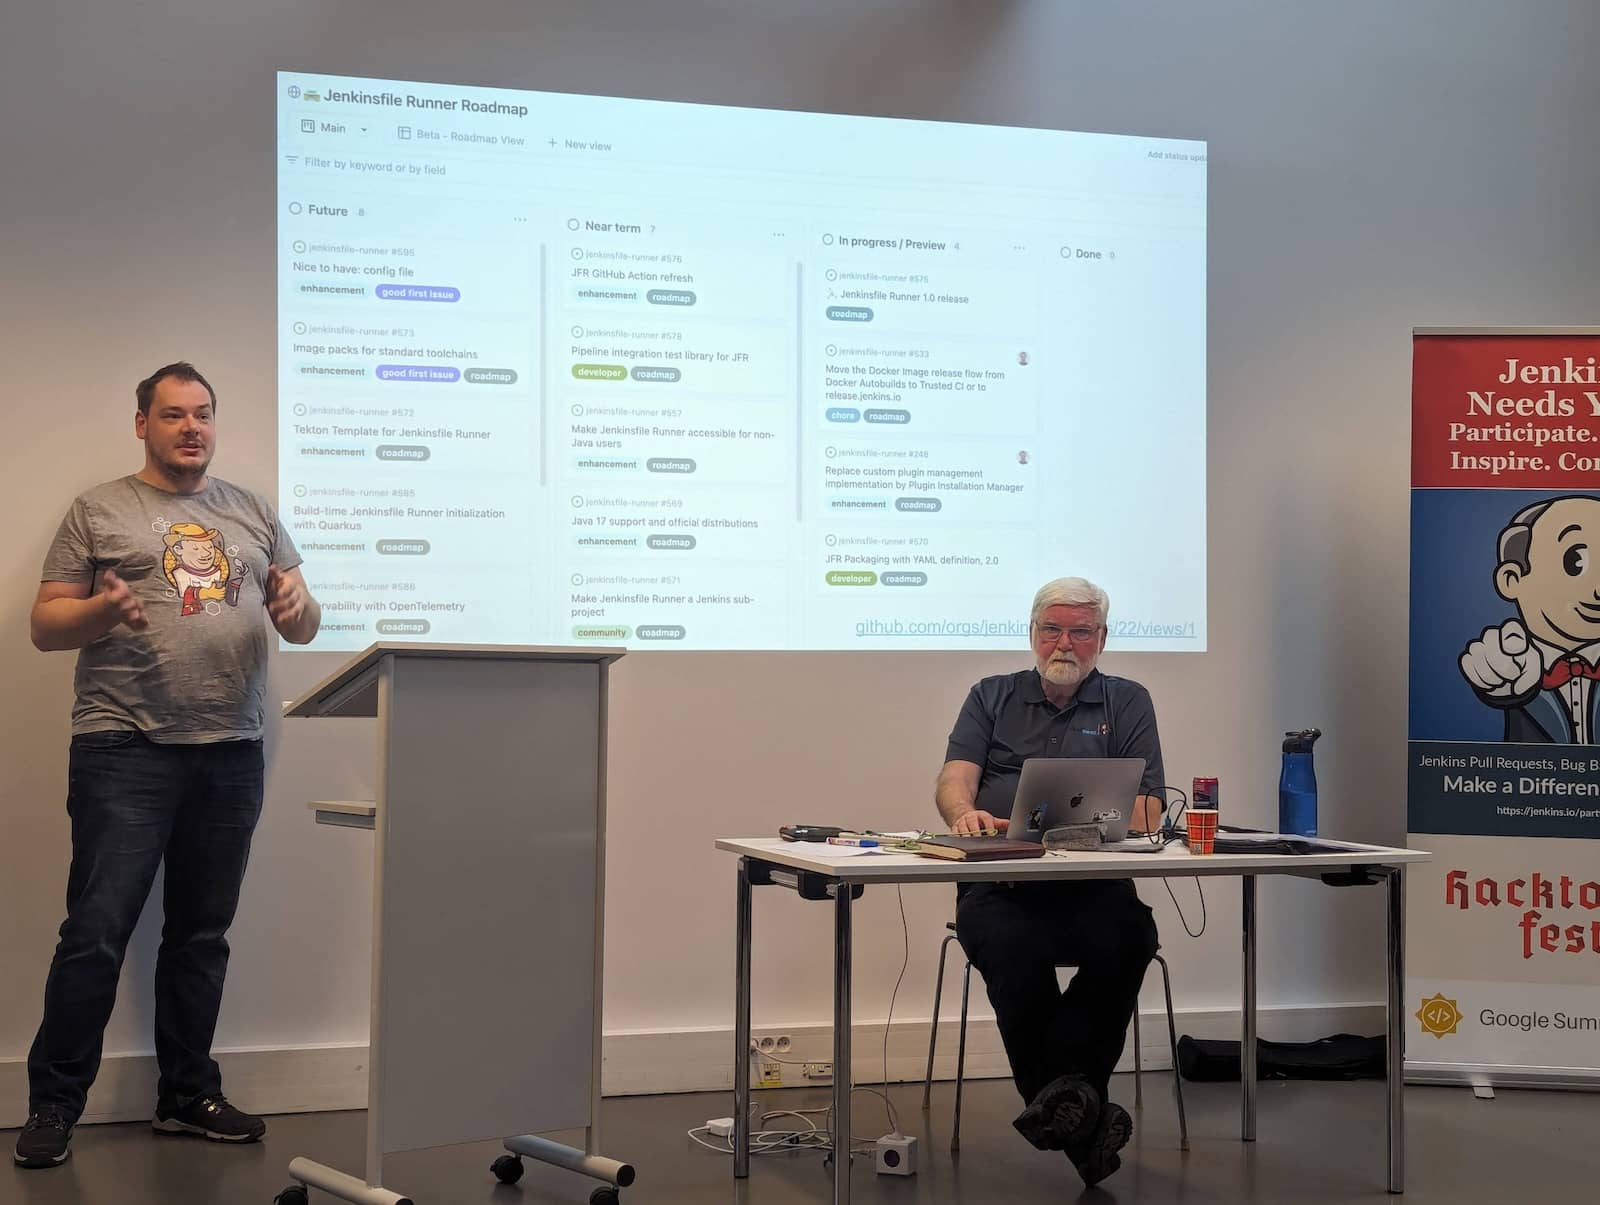 Jenkinsfile Runner Roadmap
Main
Beta - Roadmap View
+ New view
Add status upda
Filter by keyword or by field
Future 8
jenkinsfile-runner #595
Nice to have: config file
enhancement good first issue
jenkinsfile-runner #573
Image packs for standard toolchains
enhancement good first issue roadmap
jenkinsfile-runner #572
Tekton Template for Jenkinsfile Runner
enhancement roadmap
jenkinsfile-runner #585
Build-time Jenkinsfile Runner initialization
with Quarkus
enhancement roadmap
jenkinsfile-runner #586
ervability with OpenTelemetry
ancement roadmap
Near term 7
jenkinsfile-runner #576
JFR GitHub Action refresh
enhancement roadmap
jenkinsfile-runner #578
Pipeline integration test library for JFR
developer roadmap
jenkinsfile-runner #557
Make Jenkinsfile Runner accessible for non-
Java users
enhancement roadmap
jenkinsfile-runner #569
Java 17 support and official distributions
enhancement roadmap
jenkinsfile-runner #571
Make Jenkinsfile Runner a Jenkins sub-
project
community roadmap
In progress / Preview 4
jenkinsfile-runner #575
Jenkinsfile Runner 1.0 release
roadmap
jenkinsfile-runner #533
Move the Docker Image release flow from
Docker Autobuilds to Trusted CI or to
release.jenkins.io
chore roadmap
jenkinsfile-runner #248
Replace custom plugin management
implementation by Plugin Installation Manager
enhancement roadmap
jenkinsfile-runner #570
JFR Packaging with YAML definition, 2.0
developer roadmap
Done 0
github.com/orgs/jenkin s/22/views/1
Jenki
Needs Y
Participate.
Inspire. Con
Jenkins Pull Requests, Bug B
Make a Differen
https://jenkins.io/part
hackto
fest
</> Google Summ